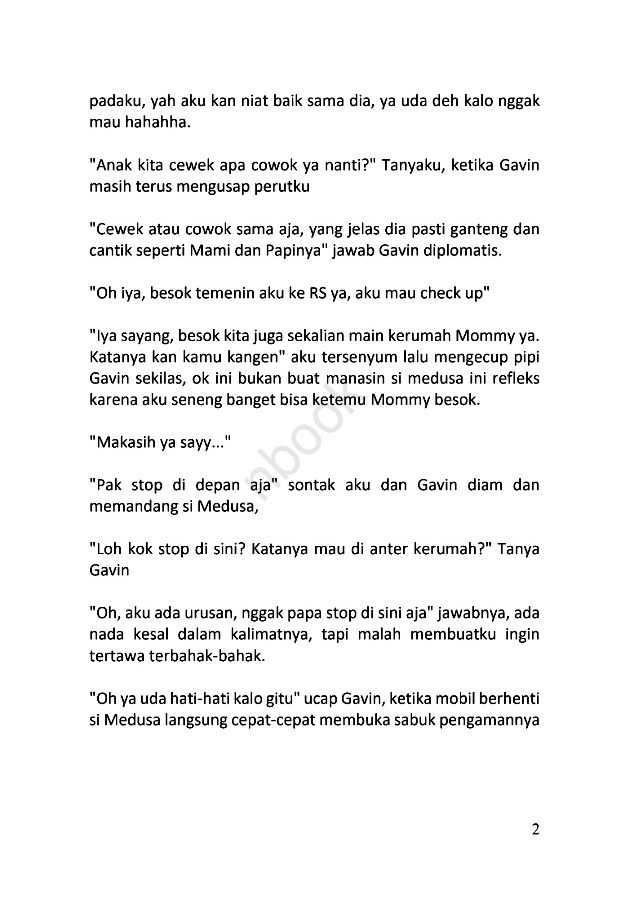 padaku, yah aku kan niat baik sama dia, ya uda deh kalo nggak
mau hahahha.
"Anak kita cewek apa cowok ya nanti?" Tanyaku, ketika Gavin
masih terus mengusap perutku
"Cewek atau cowok sama aja, yang jelas dia pasti ganteng dan
cantik seperti Mami dan Papinya" jawab Gavin diplomatis.
"Oh iya, besok temenin aku ke RS ya, aku mau check up"
"Iya sayang, besok kita juga sekalian main kerumah Mommy ya.
Katanya kan kamu kangen" aku tersenyum lalu mengecup pipi
Gavin sekilas, ok ini bukan buat manasin si medusa ini refleks
karena aku seneng banget bisa ketemu Mommy besok.
"Makasih ya sayy..."
"Pak stop di depan aja" sontak aku dan Gavin diam dan
memandang si Medusa,
"Loh kok stop di sini? Katanya mau di anter kerumah?" Tanya
Gavin
"Oh, aku ada urusan, nggak papa stop di sini aja" jawabnya, ada
nada kesal dalam kalimatnya, tapi malah membuatku ingin
tertawa terbahak-bahak.
"Oh ya uda hati-hati kalo gitu" ucap Gavin, ketika mobil berhenti
si Medusa langsung cepat-cepat membuka sabuk pengamannya
nbook
2